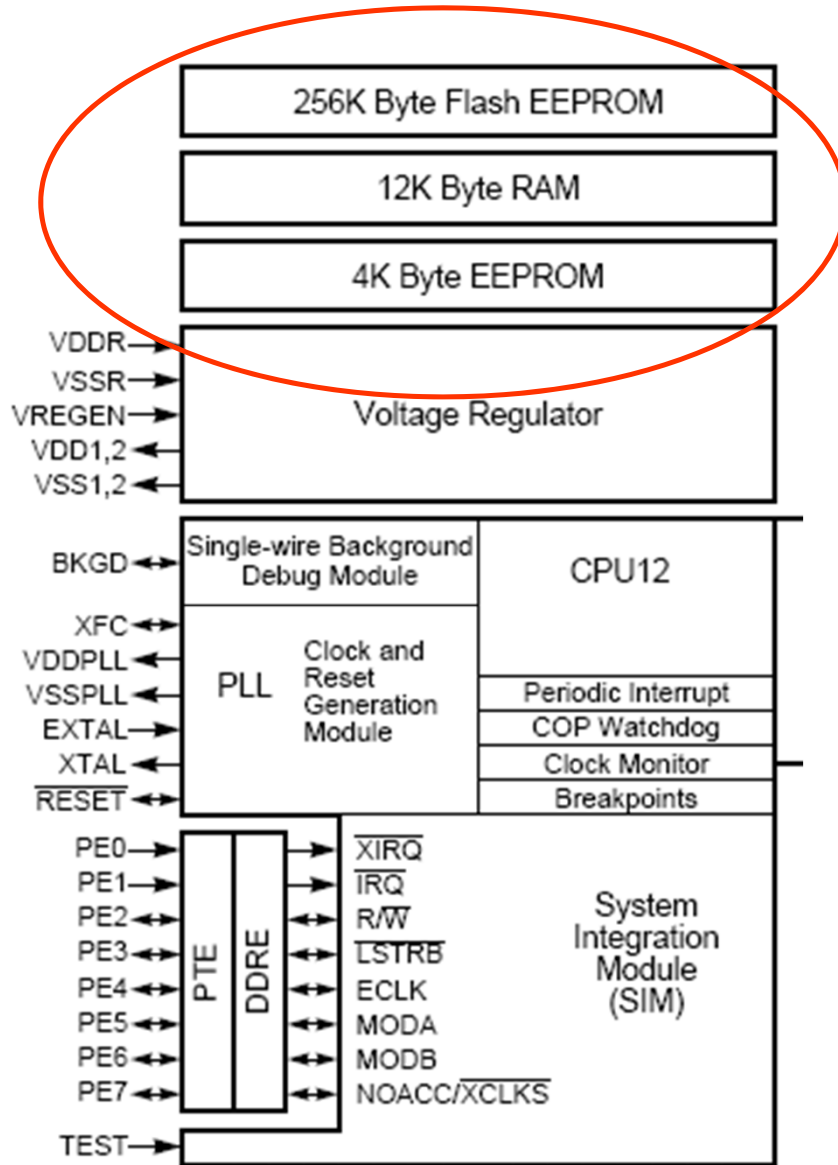 256K Byte Flash EEPROM
12K Byte RAM
4K Byte EEPROM
VDDR
VSSR
VREGEN
VDD1,2
VSS1,2
Voltage Regulator
BKGD
Single-wire Background
Debug Module
CPU12
XFC
VDDPLL
VSSPLL
EXTAL
XTAL
RESET
PLL
Clock and
Reset
Generation
Module
Periodic Interrupt
COP Watchdog
Clock Monitor
Breakpoints
PE0
PE1
PE2
PE3
PE4
PE5
PE6
PE7
PTE
DDRE
XIRQ
IRQ
R/W
LSTRB
ECLK
MODA
MODB
NOACC/XCLKS
System
Integration
Module
(SIM)
TEST